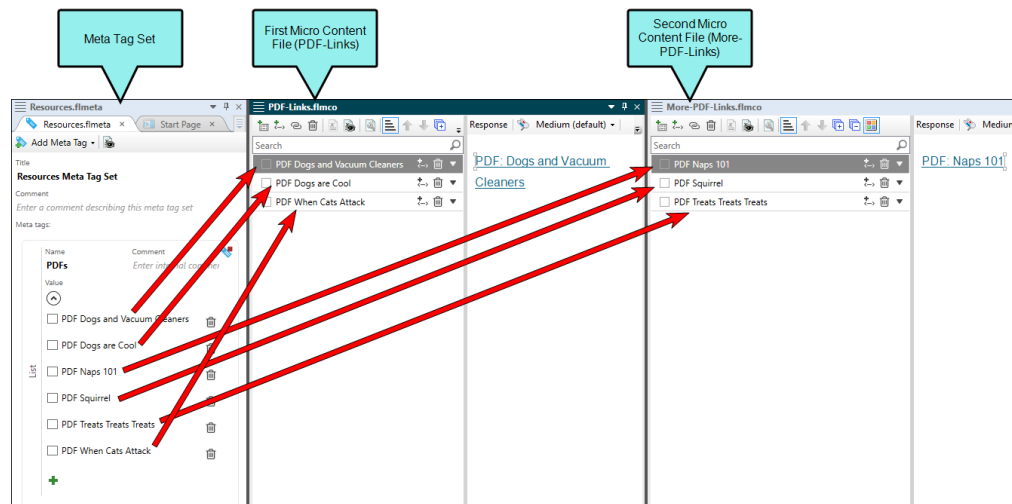 Meta Tag Set
First Micro Content
File (PDF-Links)
Second Micro
Content File (More-
PDF-Links)
Resources.flmeta
Resources.flmeta × Start Page ×
Add Meta Tag
Title
Resources Meta Tag Set
Comment
Enter a comment describing this meta tag set
Meta tags:
Name Comment
PDFs Enter internal commen
Value
List
PDF Dogs and Vacuum Cleaners
PDF Dogs are Cool
PDF Naps 101
PDF Squirrel
PDF Treats Treats Treats
PDF When Cats Attack
PDF-Links.flmco
Response Medium (default)
Search
PDF Dogs and Vacuum Cleaners
PDF Dogs are Cool
PDF When Cats Attack
PDF: Dogs and Vacuum
Cleaners
More-PDF-Links.flmco
Response Medium
Search
PDF Naps 101
PDF Squirrel
PDF Treats Treats Treats
PDF: Naps 101